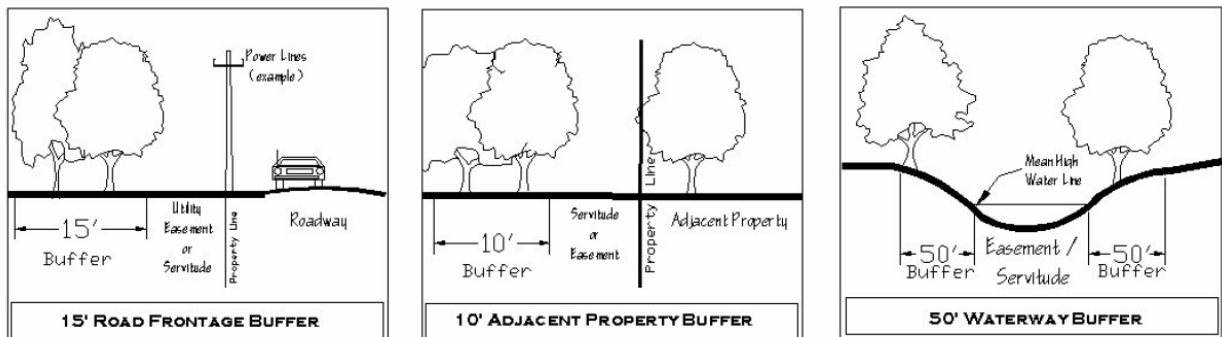 Power Lines
(example)
15'
Buffer
Utility
Easement
or
Servitude
Property Line
Roadway
15' ROAD FRONTAGE BUFFER
10'
Buffer
Servitude
or
Easement
Property Line
Adjacent Property
10' ADJACENT PROPERTY BUFFER
Mean High
Water Line
50'
Buffer
Easement /
Servitude
50'
Buffer
50' WATERWAY BUFFER